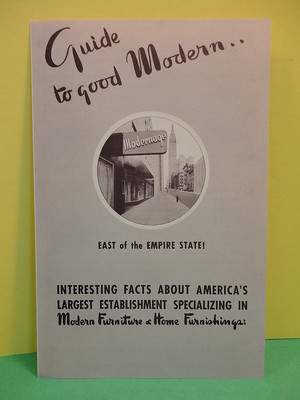 Guide
to good Modern..
Modernage
EAST of the EMPIRE STATE!
INTERESTING FACTS ABOUT AMERICA'S
LARGEST ESTABLISHMENT SPECIALIZING IN
Modern Furniture & Home Furnishings: